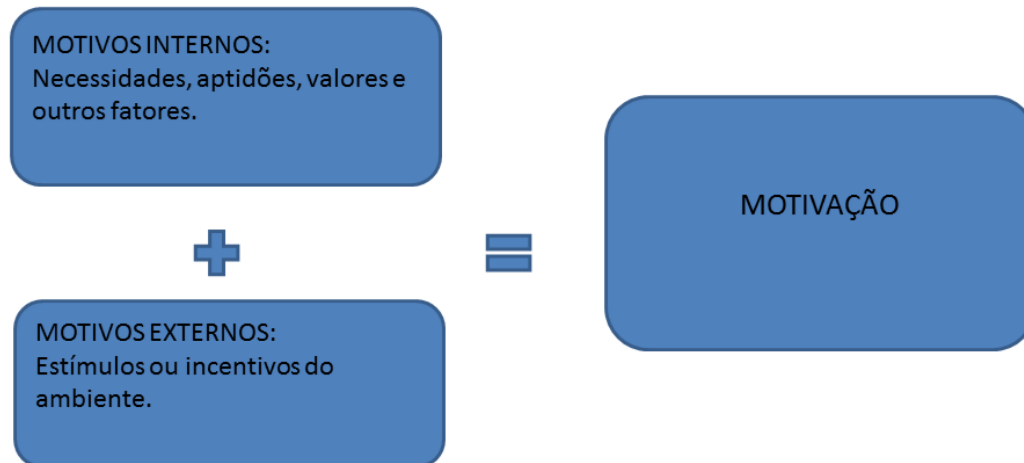 MOTIVOS INTERNOS:
Necessidades, aptidões, valores e
outros fatores.
MOTIVAÇÃO
MOTIVOS EXTERNOS:
Estímulos ou incentivos do
ambiente.